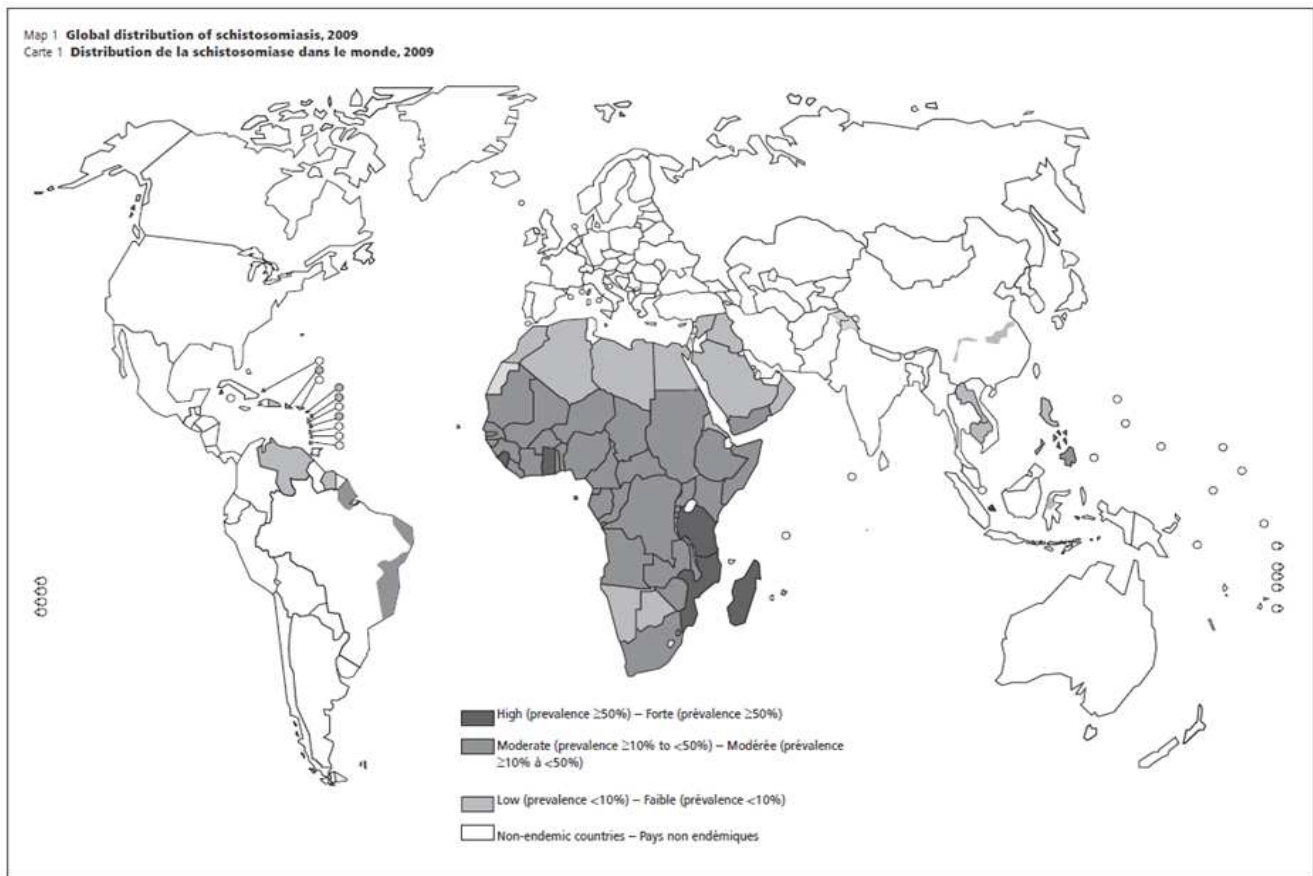 Map 1 Global distribution of schistosomiasis, 2009
Carte 1 Distribution de la schistosomiase dans le monde, 2009
High (prevalence ≥50%) – Forte (prévalence ≥50%)
Moderate (prevalence ≥10% to <50%) – Modérée (prévalence
≥10% à <50%)
Low (prevalence <10%) – Faible (prévalence <10%)
Non-endemic countries – Pays non endémiques